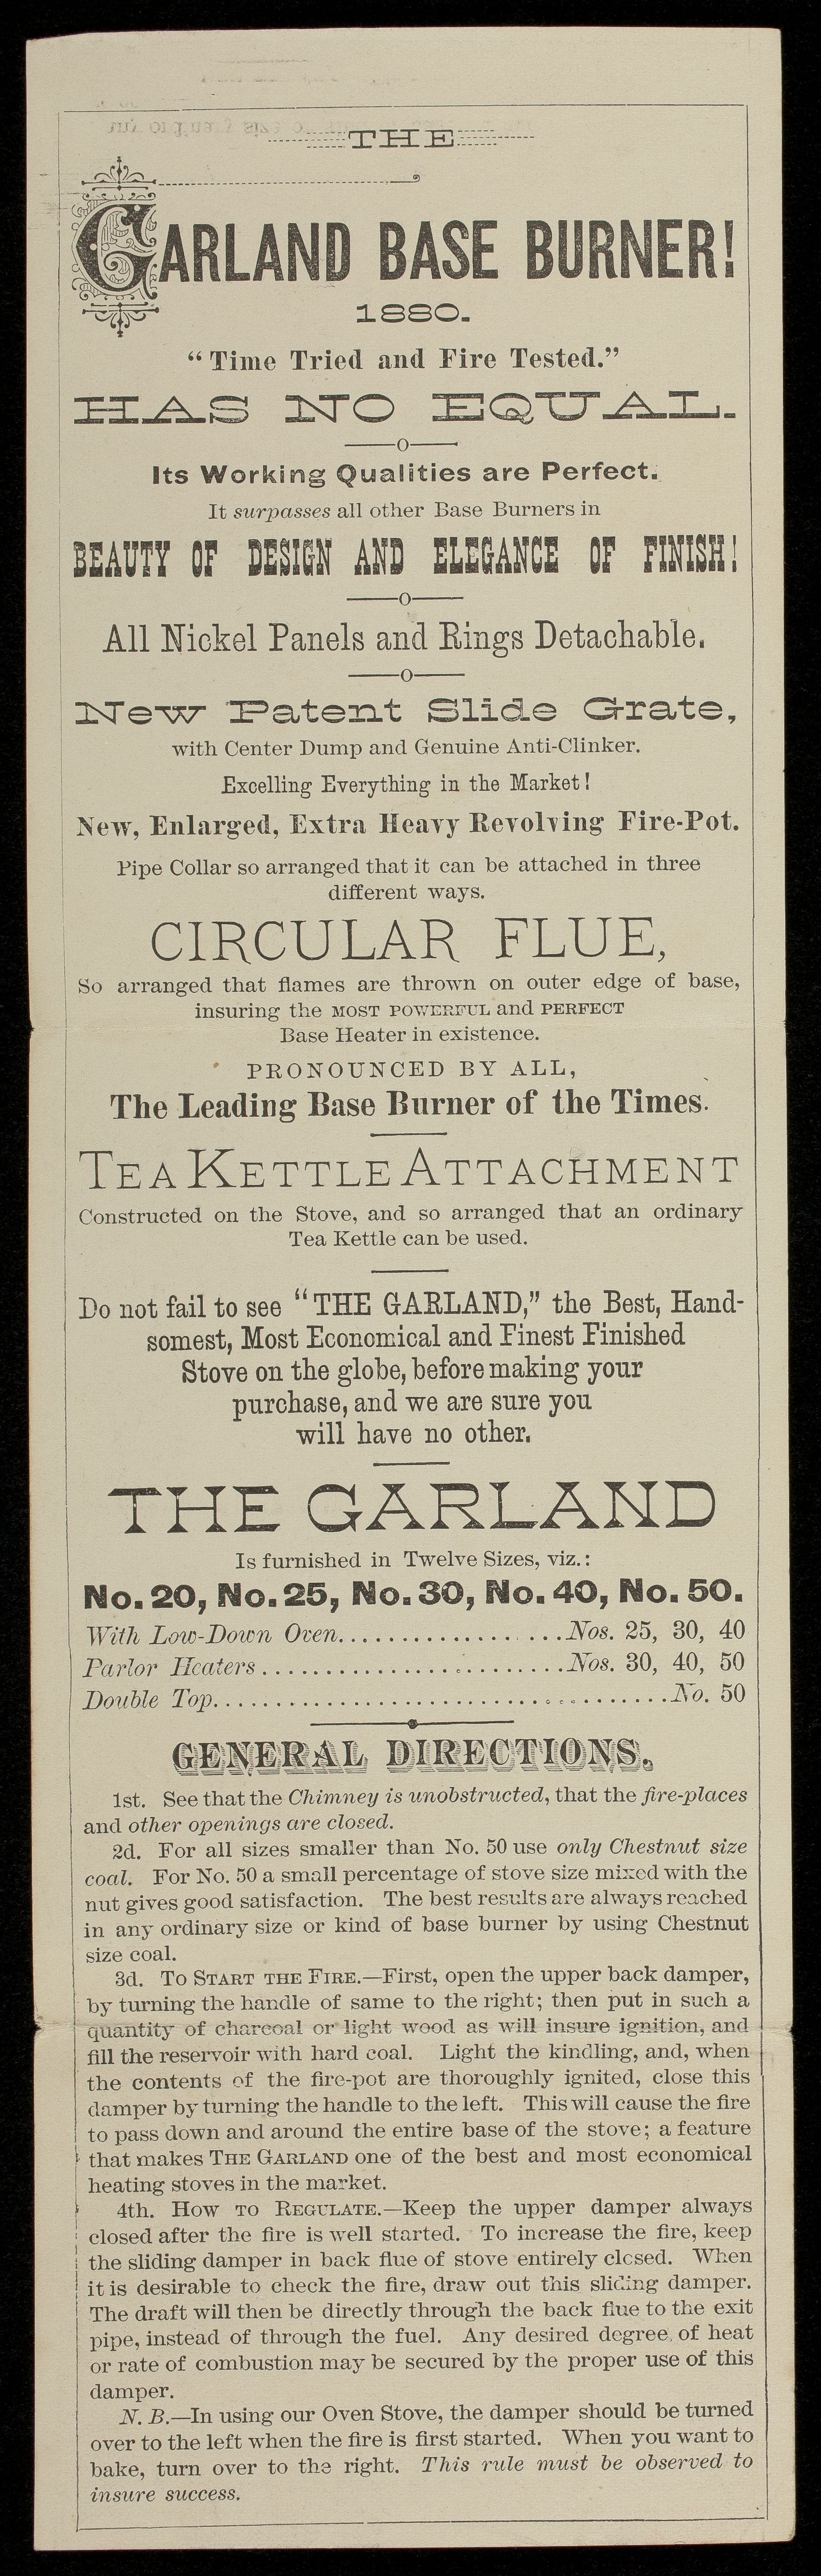 THE
GARLAND BASE BURNER!
1880.
“Time Tried and Fire Tested.”
HAS NO EQUAL.
Its Working Qualities are Perfect.
It surpasses all other Base Burners in
BEAUTY OF DESIGN AND ELEGANCE OF FINISH!
All Nickel Panels and Rings Detachable.
New Patent Slide Grate,
with Center Dump and Genuine Anti-Clinker.
Excelling Everything in the Market!
New, Enlarged, Extra Heavy Revolving Fire-Pot.
Pipe Collar so arranged that it can be attached in three
different ways.
CIRCULAR FLUE,
So arranged that flames are thrown on outer edge of base,
insuring the MOST POWERFUL and PERFECT
Base Heater in existence.
PRONOUNCED BY ALL,
The Leading Base Burner of the Times.
TEA KETTLE ATTACHMENT
Constructed on the Stove, and so arranged that an ordinary
Tea Kettle can be used.
Do not fail to see “THE GARLAND,” the Best, Hand-
somest, Most Economical and Finest Finished
Stove on the globe, before making your
purchase, and we are sure you
will have no other.
THE GARLAND
Is furnished in Twelve Sizes, viz.:
No. 20, No. 25, No. 30, No. 40, No. 50.
With Low-Down Oven....................Nos. 25, 30, 40
Parlor Heaters...........................Nos. 30, 40, 50
Double Top........................................No. 50
GENERAL DIRECTIONS.
1st. See that the Chimney is unobstructed, that the fire-places
and other openings are closed.
2d. For all sizes smaller than No. 50 use only Chestnut size
coal. For No. 50 a small percentage of stove size mixed with the
nut gives good satisfaction. The best results are always reached
in any ordinary size or kind of base burner by using Chestnut
size coal.
3d. TO START THE FIRE.—First, open the upper back damper,
by turning the handle of same to the right; then put in such a
quantity of charcoal or light wood as will insure ignition, and
fill the reservoir with hard coal. Light the kindling, and, when
the contents of the fire-pot are thoroughly ignited, close this
damper by turning the handle to the left. This will cause the fire
to pass down and around the entire base of the stove; a feature
that makes THE GARLAND one of the best and most economical
heating stoves in the market.
4th. HOW TO REGULATE.—Keep the upper damper always
closed after the fire is well started. To increase the fire, keep
the sliding damper in back flue of stove entirely closed. When
it is desirable to check the fire, draw out this sliding damper.
The draft will then be directly through the back flue to the exit
pipe, instead of through the fuel. Any desired degree of heat
or rate of combustion may be secured by the proper use of this
damper.
N. B.—In using our Oven Stove, the damper should be turned
over to the left when the fire is first started. When you want to
bake, turn over to the right. This rule must be observed to
insure success.